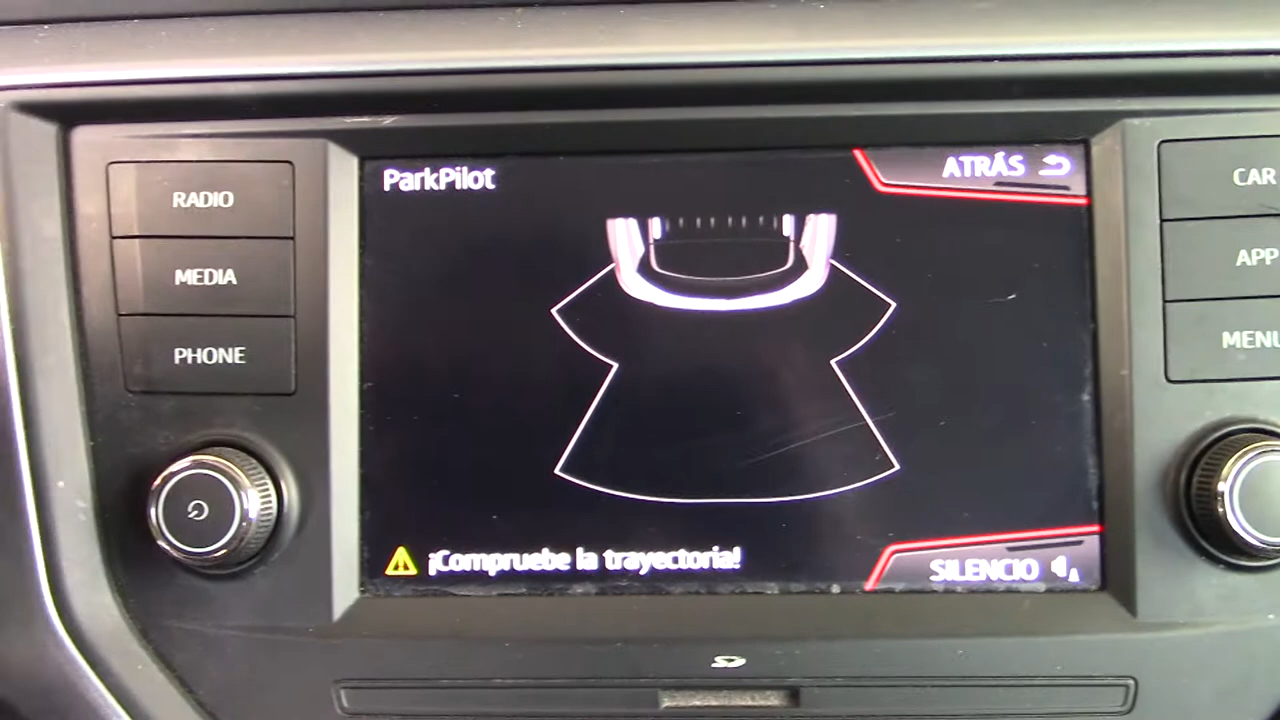 ParkPilot
ATRÁS
RADIO
MEDIA
PHONE
CAR
APP
MENU
¡Compruebe la trayectoria!
SILENCIO
SD